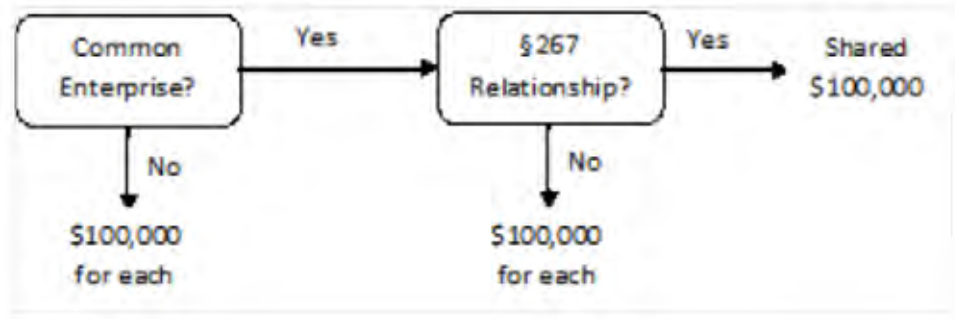 Common
Enterprise?
Yes
§267
Relationship?
Yes
Shared
$100,000
No
$100,000
for each
No
$100,000
for each